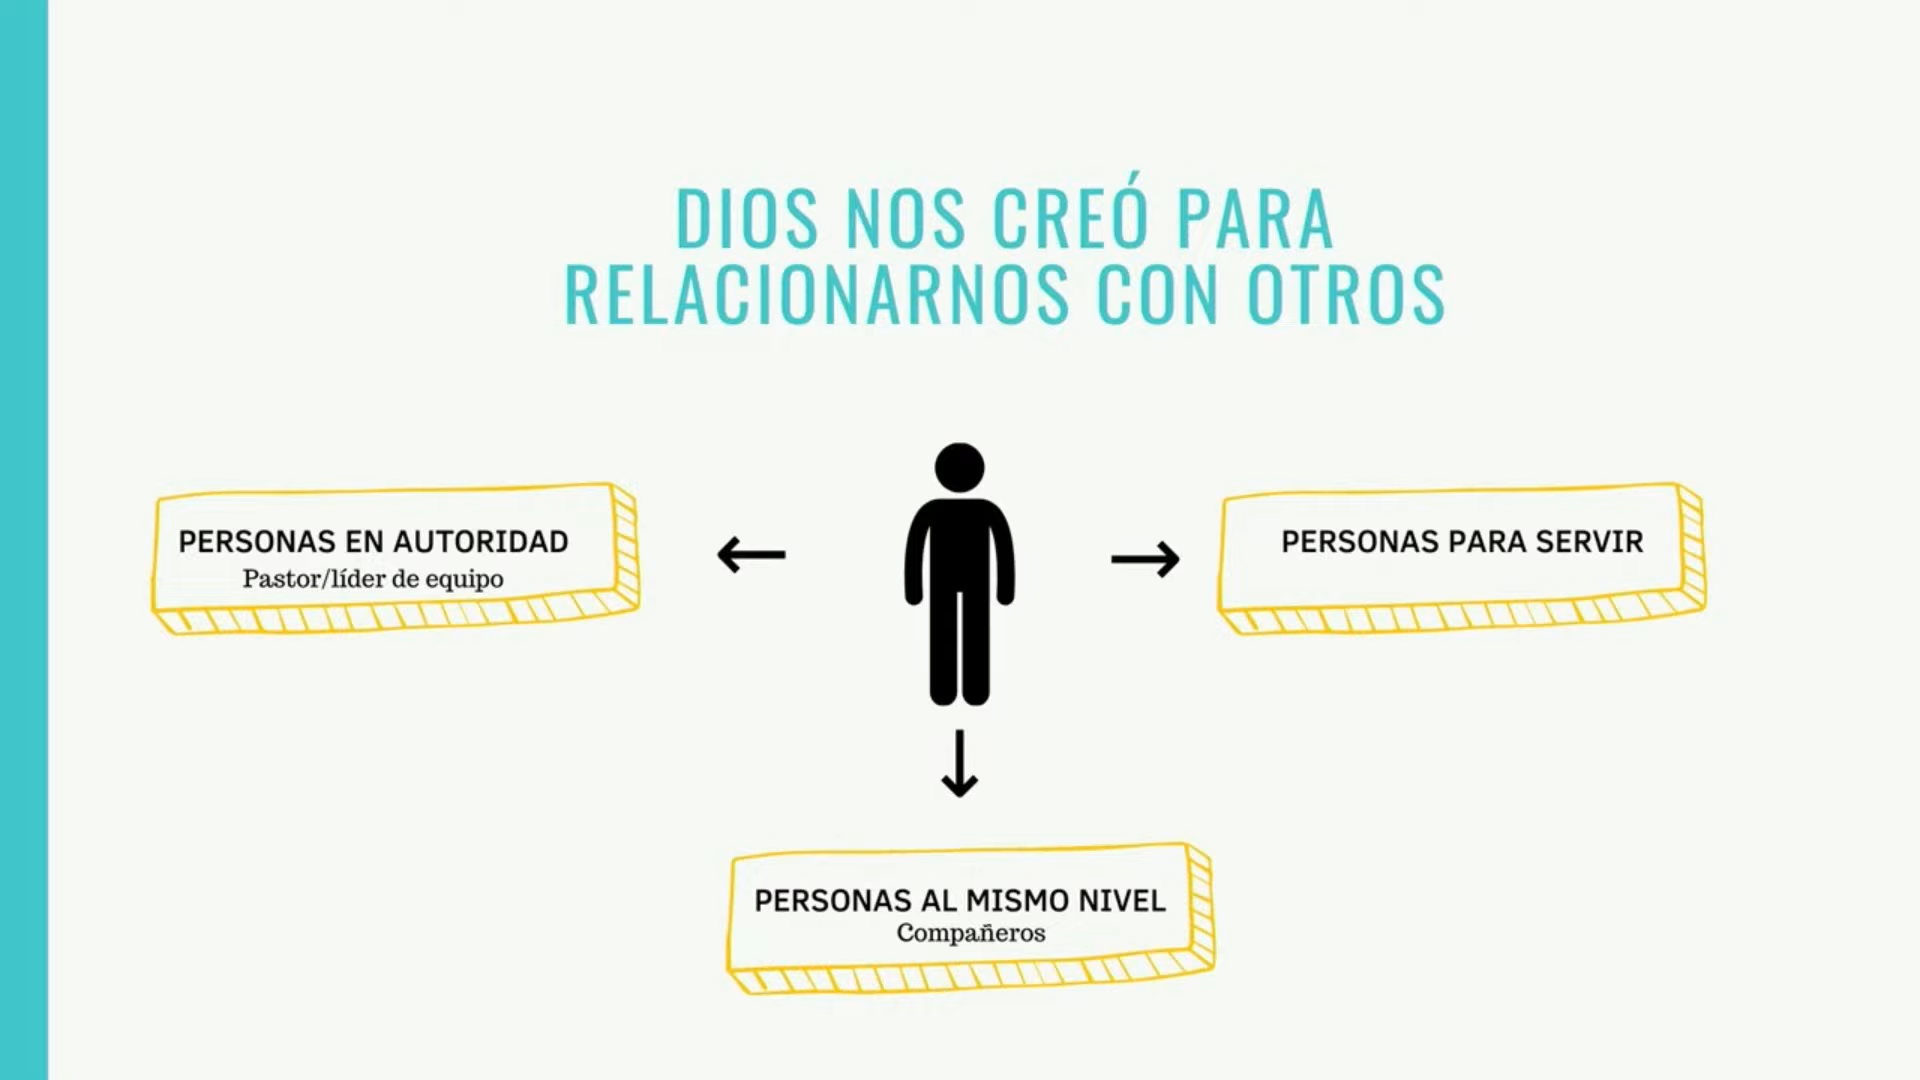 DIOS NOS CREÓ PARA
RELACIONARNOS CON OTROS
PERSONAS EN AUTORIDAD
Pastor/líder de equipo
PERSONAS PARA SERVIR
PERSONAS AL MISMO NIVEL
Compañeros